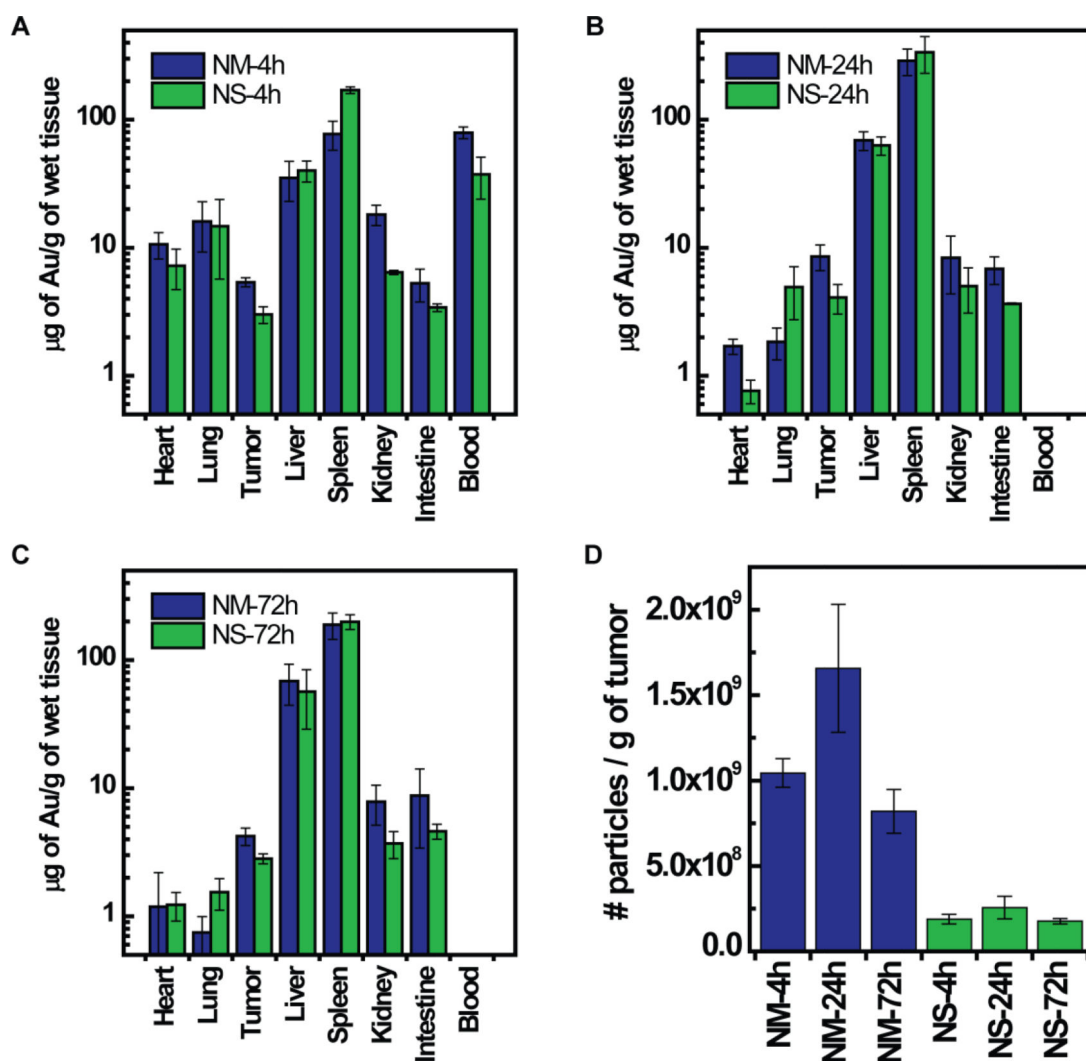 A
NM-4h
NS-4h
100
10
1
µg of Au/g of wet tissue
Heart
Lung
Tumor
Liver
Spleen
Kidney
Intestine
Blood
B
NM-24h
NS-24h
100
10
1
µg of Au/g of wet tissue
Heart
Lung
Tumor
Liver
Spleen
Kidney
Intestine
Blood
C
NM-72h
NS-72h
100
10
1
µg of Au/g of wet tissue
Heart
Lung
Tumor
Liver
Spleen
Kidney
Intestine
Blood
D
2.0x10⁹
1.5x10⁹
1.0x10⁹
5.0x10⁸
0.0
# particles / g of tumor
NM-4h
NM-24h
NM-72h
NS-4h
NS-24h
NS-72h